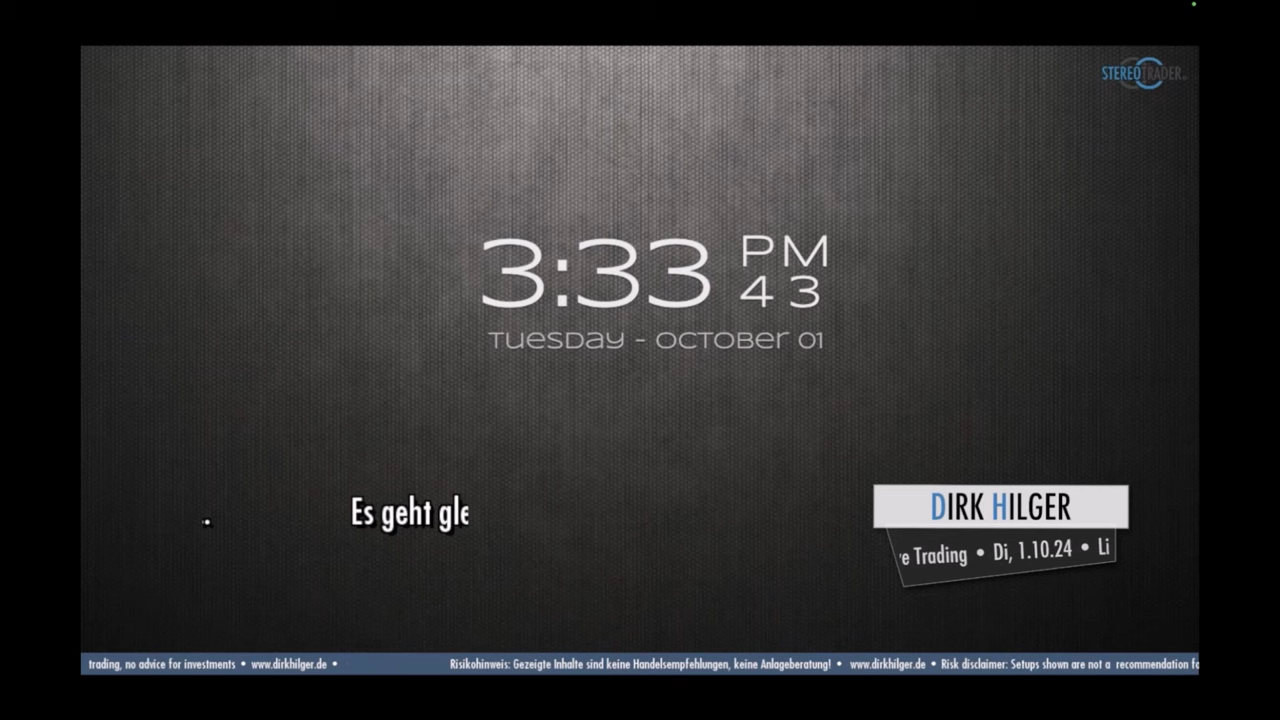 STEREOTRADER
3:33 PM
43
Tuesday - October 01
. Es geht gle
DIRK HILGER
e Trading • Di, 1.10.24 • Li
trading, no advice for investments • www.dirkhilger.de • Risikohinweis: Gezeigte Inhalte sind keine Handelsempfehlungen, keine Anlageberatung! • www.dirkhilger.de • Risk disclaimer: Setups shown are not a recommendation fo